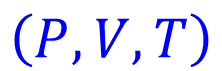 (P, V, T)